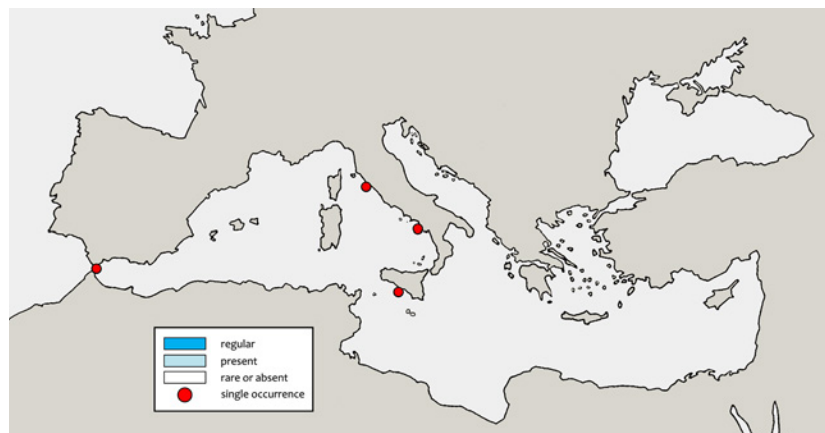 regular
present
rare or absent
single occurrence